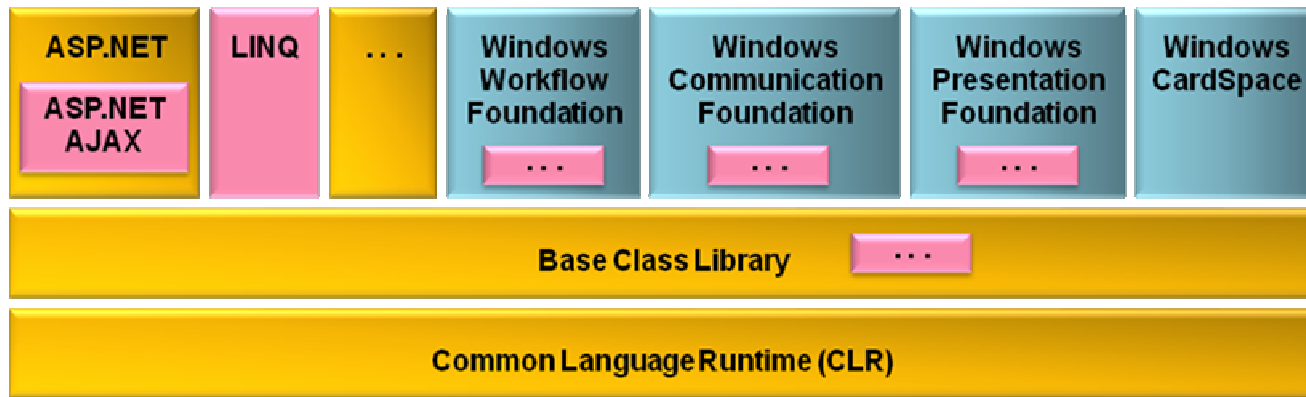 ASP.NET
ASP.NET
AJAX
LINQ
...
Windows
Workflow
Foundation
...
Windows
Communication
Foundation
...
Windows
Presentation
Foundation
...
Windows
CardSpace
Base Class Library
...
Common Language Runtime (CLR)